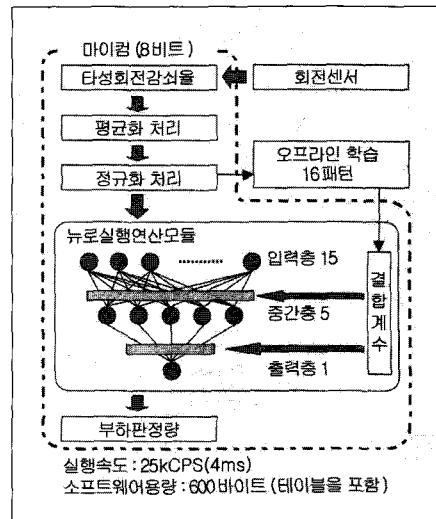 마이컴 (8비트)
타성회전감쇠율
회전센서
평균화 처리
오프라인 학습
16패턴
정규화 처리
뉴로실행연산모듈
입력층 15
결합계수
중간층 5
출력층 1
부하판정량
실행속도 : 25kCPS(4ms)
소프트웨어용량 : 600 바이트 (테이블을 포함)